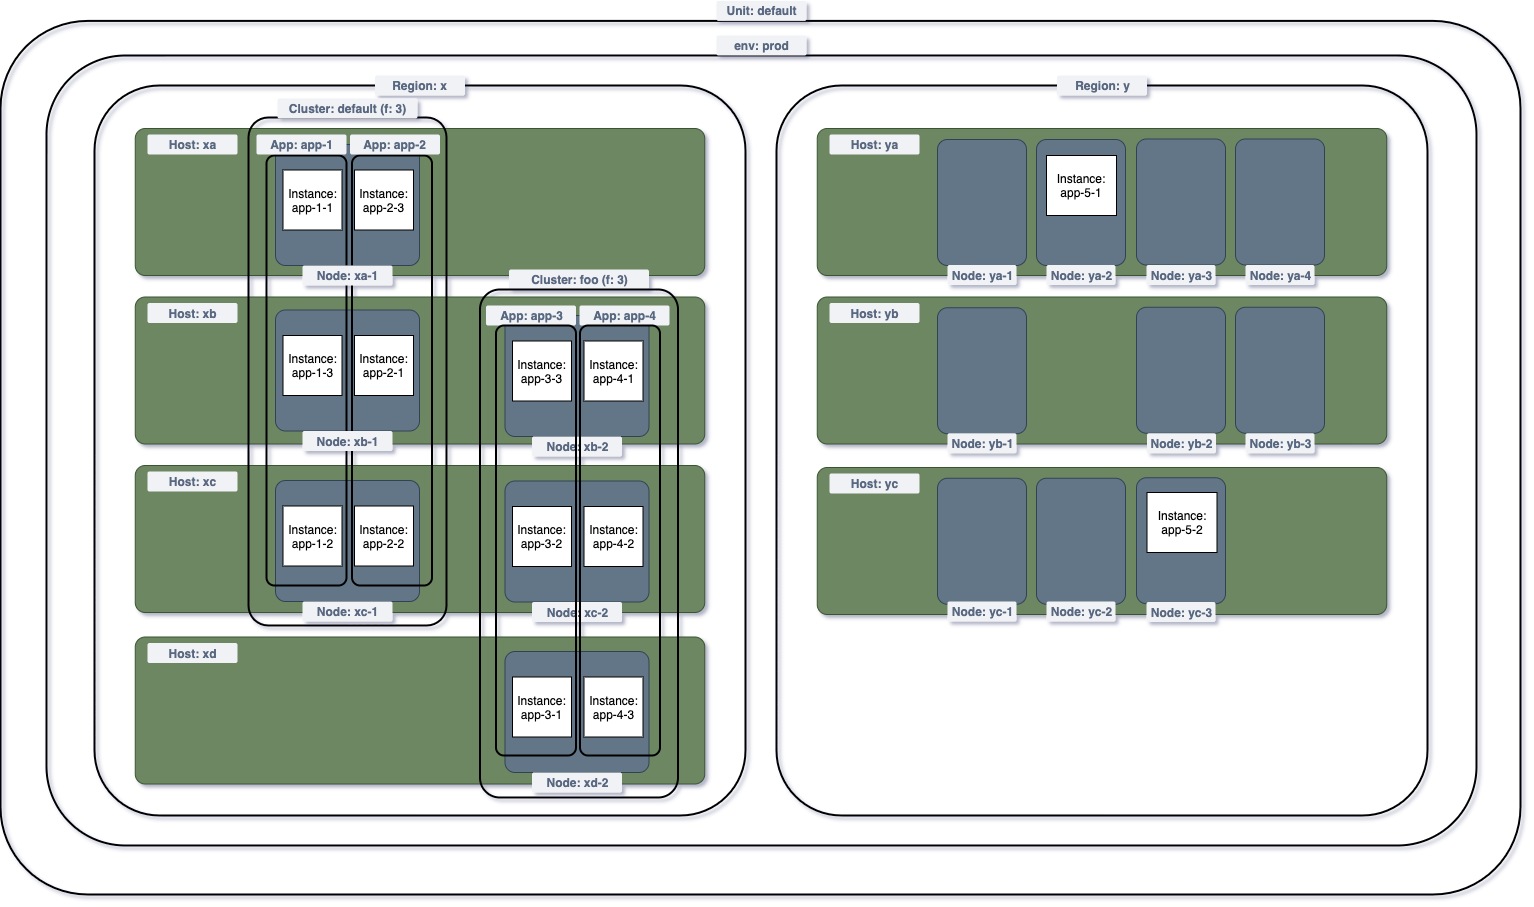 Unit: default
env: prod
Region: x
Cluster: default (f: 3)
Host: xa
App: app-1
App: app-2
Instance:
app-1-1
Instance:
app-2-3
Node: xa-1
Cluster: foo (f: 3)
Host: xb
App: app-3
App: app-4
Instance:
app-1-3
Instance:
app-2-1
Instance:
app-3-3
Instance:
app-4-1
Node: xb-1
Node: xb-2
Host: xc
Instance:
app-1-2
Instance:
app-2-2
Instance:
app-3-2
Instance:
app-4-2
Node: xc-1
Node: xc-2
Host: xd
Instance:
app-3-1
Instance:
app-4-3
Node: xd-2
Region: y
Host: ya
Instance:
app-5-1
Node: ya-1
Node: ya-2
Node: ya-3
Node: ya-4
Host: yb
Node: yb-1
Node: yb-2
Node: yb-3
Host: yc
Instance:
app-5-2
Node: yc-1
Node: yc-2
Node: yc-3